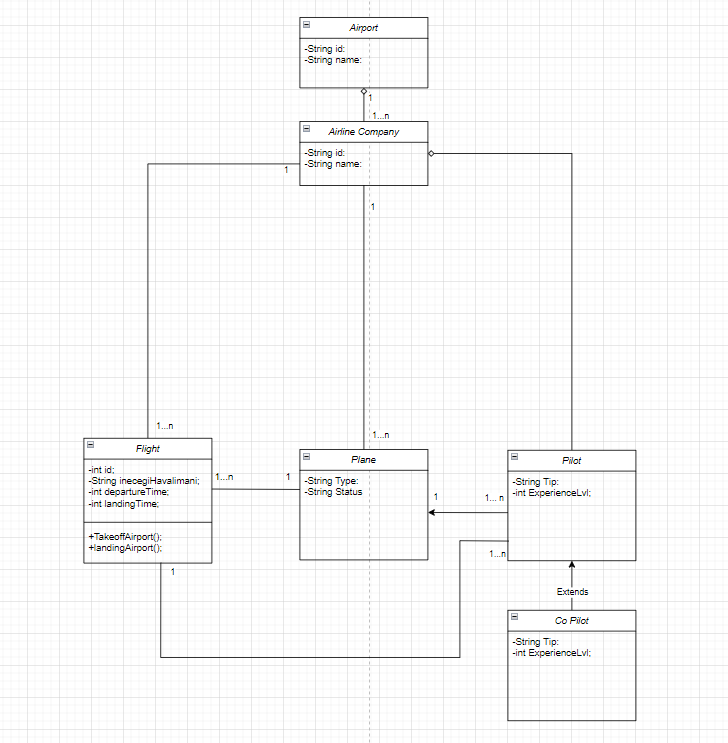 Airport
-String id:
-String name:
1
1...n
Airline Company
-String id:
-String name:
1
1
1...n
1...n
Flight
-int id;
-String inecegiHavalimani;
-int departureTime;
-int landingTime;
+TakeoffAirport();
+landingAirport();
1...n
1
Plane
-String Type:
-String Status
Pilot
-String Tip:
-int ExperienceLvl;
1
1... n
1...n
1
Extends
Co Pilot
-String Tip:
-int ExperienceLvl;